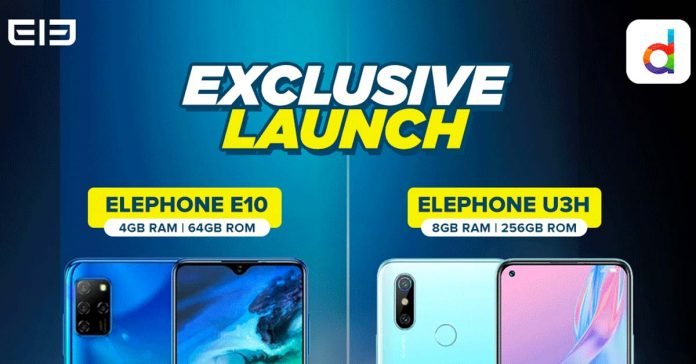 EXCLUSIVE
LAUNCH
ELEPHONE E10
4GB RAM | 64GB ROM
ELEPHONE U3H
8GB RAM | 256GB ROM
d